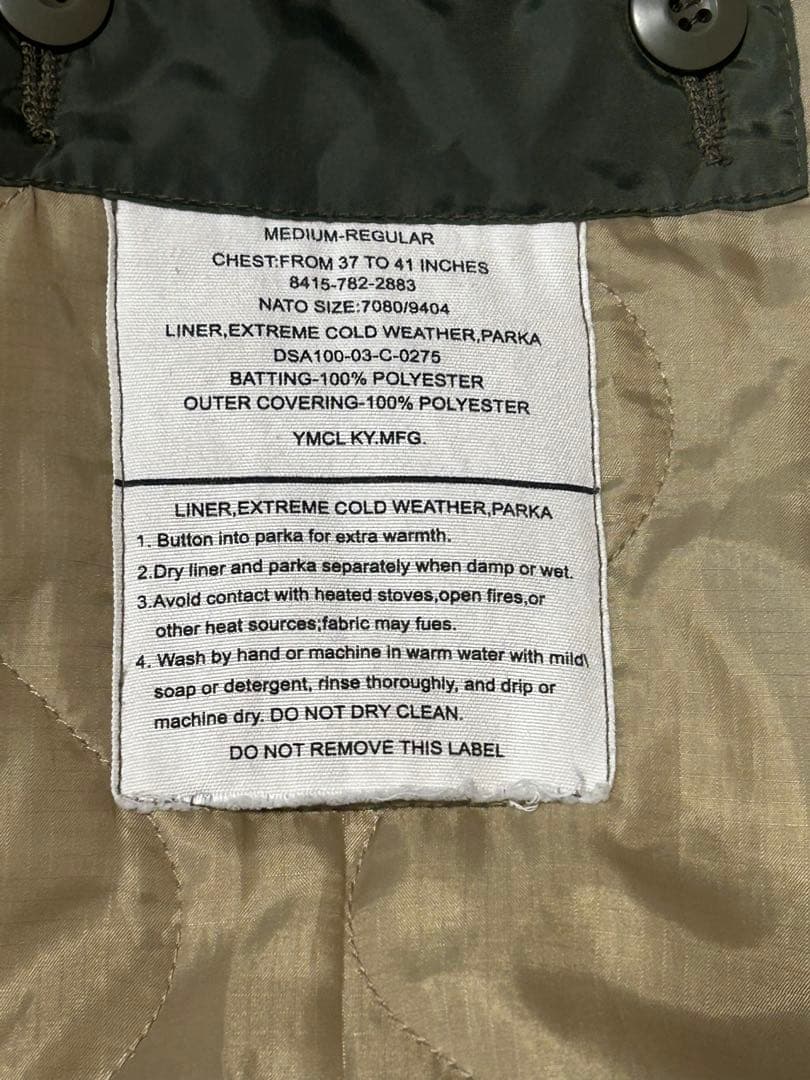 MEDIUM-REGULAR
CHEST:FROM 37 TO 41 INCHES
8415-782-2883
NATO SIZE:7080/9404
LINER,EXTREME COLD WEATHER,PARKA
DSA100-03-C-0275
BATTING-100% POLYESTER
OUTER COVERING-100% POLYESTER
YMCL KY.MFG.
LINER,EXTREME COLD WEATHER,PARKA
1. Button into parka for extra warmth.
2.Dry liner and parka separately when damp or wet.
3.Avold contact with heated stoves,open fires,or
other heat sources;fabric may fues.
4. Wash by hand or machine in warm water with mild\
soap or detergent, rinse thoroughly, and drip or
machine dry. DO NOT DRY CLEAN.
DO NOT REMOVE THIS LABEL